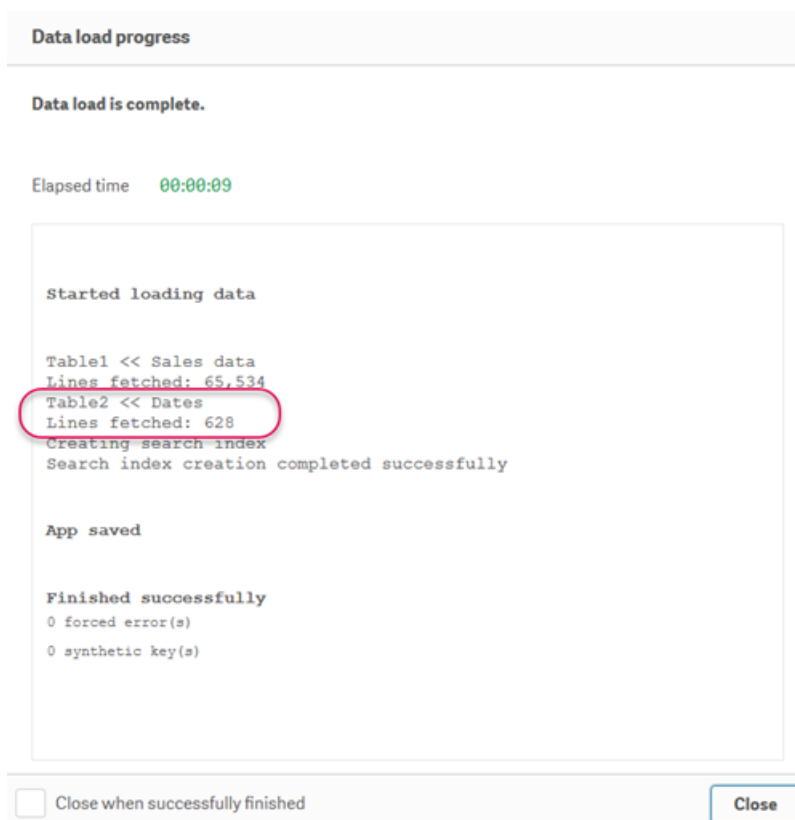 Data load progress
Data load is complete.
Elapsed time 00:00:09
Started loading data
Table1 << Sales data
Lines fetched: 65,534
Table2 << Dates
Lines fetched: 628
Creating search index
Search index creation completed successfully
App saved
Finished successfully
0 forced error(s)
0 synthetic key(s)
Close when successfully finished
Close